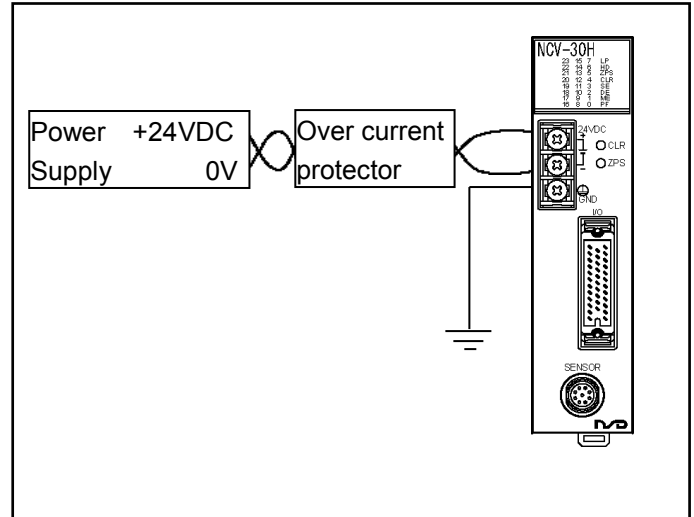 NCV-30H
23 15 7 LP
22 14 6 HD
21 13 5 ZPS
20 12 4 CLR
19 11 3 SE
18 10 2 DE
17 9 1 ME
16 8 0 PF
Power +24VDC
Supply 0V
Over current
protector
24VDC
+
CLR
ZPS
-
GND
I/O
SENSOR
NSD